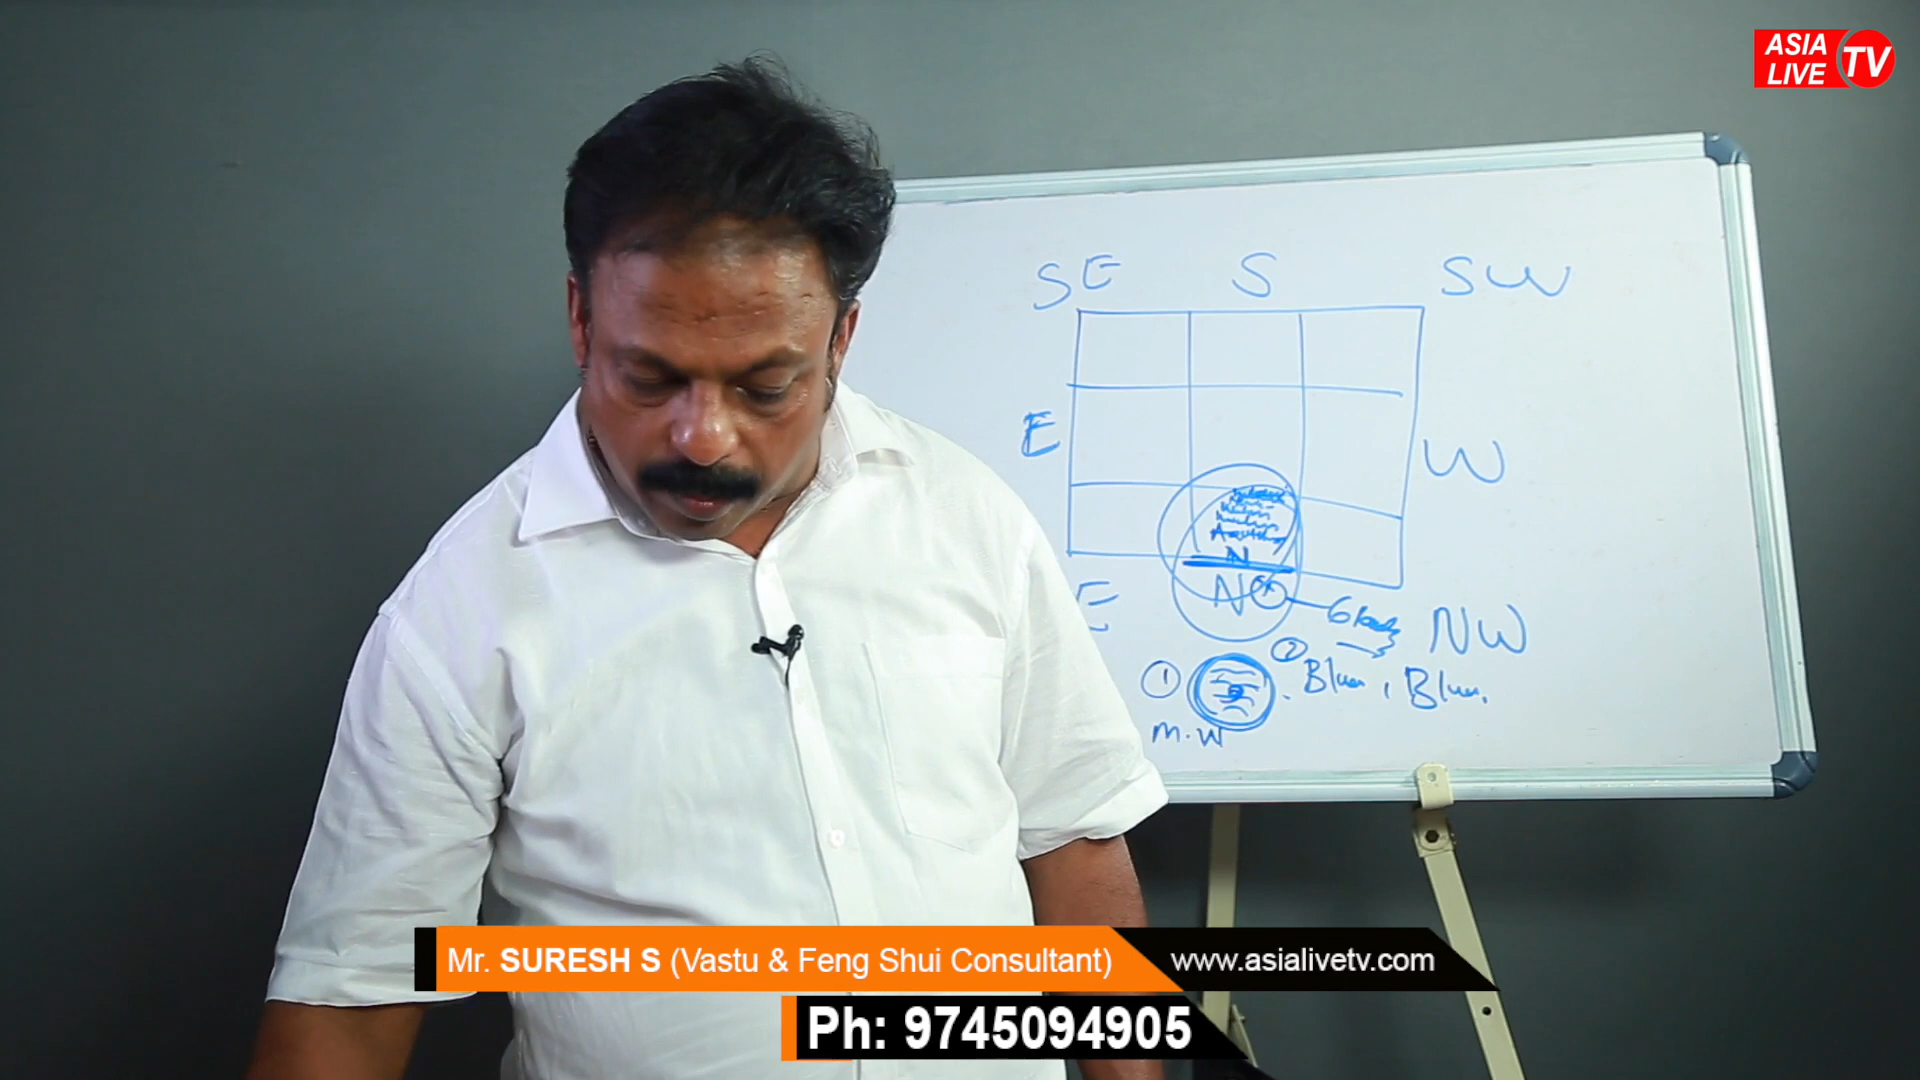 ASIA
LIVE TV
SE S SW
E W
N
N
E
NW
1
2
Blue, Blue.
M.W
Mr. SURESH S (Vastu & Feng Shui Consultant)
www.asialivetv.com
Ph: 9745094905